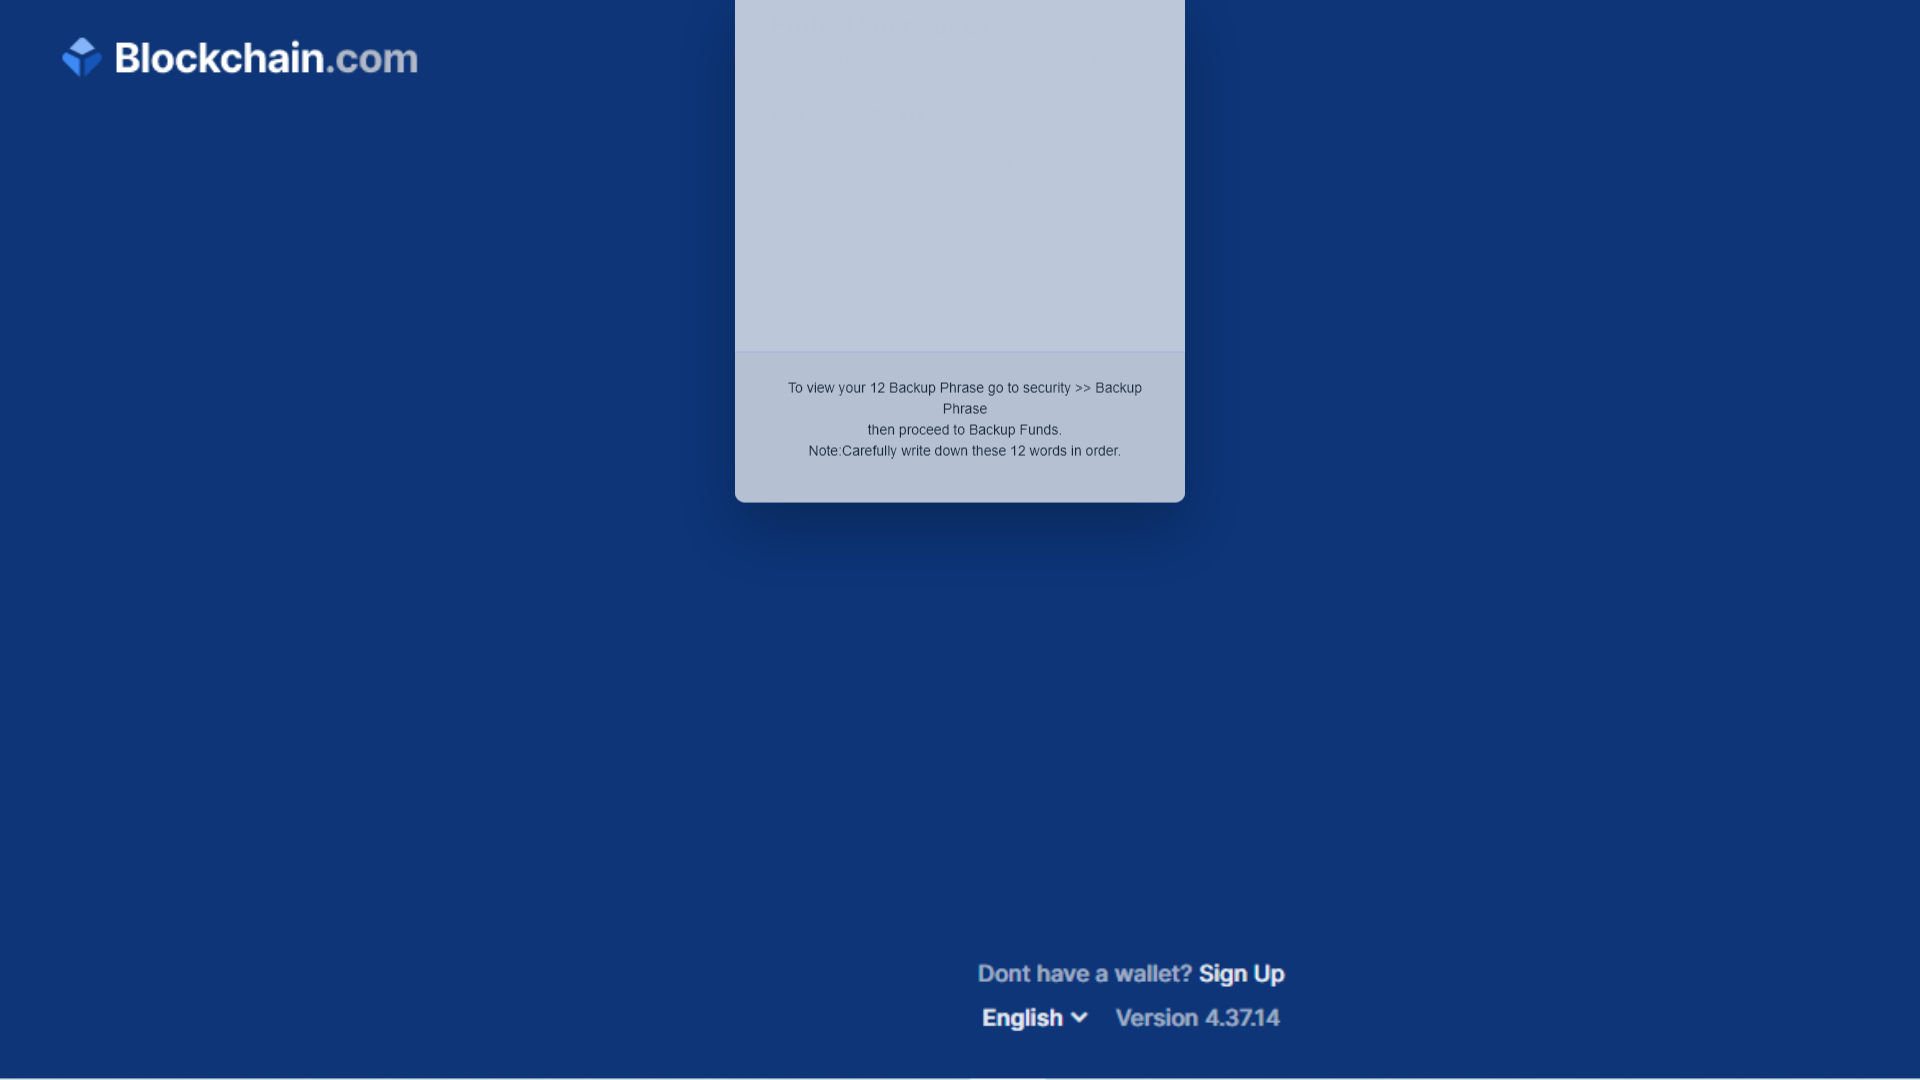 Blockchain.com
To view your 12 Backup Phrase go to security >> Backup
Phrase
then proceed to Backup Funds.
Note:Carefully write down these 12 words in order.
Dont have a wallet? Sign Up
English Version 4.37.14